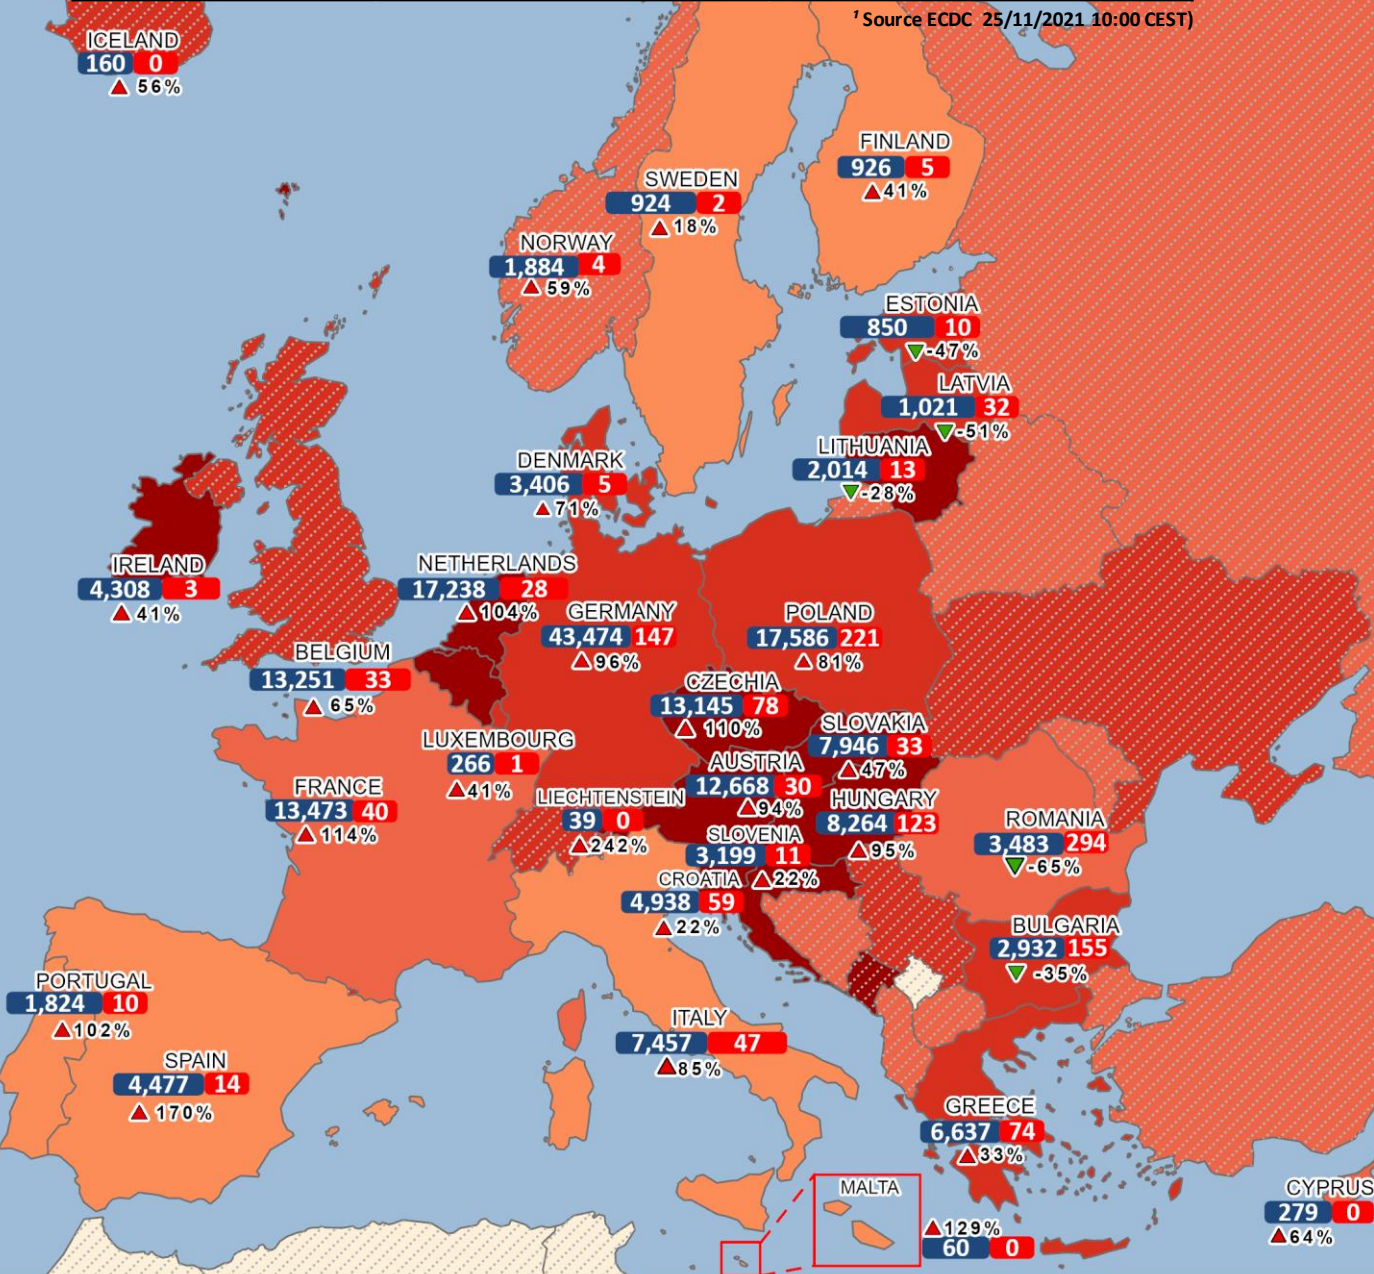 ¹ Source ECDC 25/11/2021 10:00 CEST)
ICELAND
160 0
56%
FINLAND
926 5
41%
SWEDEN
924 2
18%
NORWAY
1,884 4
59%
ESTONIA
850 10
-47%
LATVIA
1,021 32
-51%
LITHUANIA
2,014 13
-28%
DENMARK
3,406 5
71%
IRELAND
4,308 3
41%
NETHERLANDS
17,238 28
104%
GERMANY
43,474 147
96%
POLAND
17,586 221
81%
BELGIUM
13,251 33
65%
CZECHIA
13,145 78
110%
SLOVAKIA
7,946 33
47%
LUXEMBOURG
266 1
41%
AUSTRIA
12,668 30
94%
FRANCE
13,473 40
114%
LIECHTENSTEIN
39 0
242%
HUNGARY
8,264 123
95%
ROMANIA
3,483 294
-65%
SLOVENIA
3,199 11
22%
CROATIA
4,938 59
22%
BULGARIA
2,932 155
-35%
PORTUGAL
1,824 10
102%
SPAIN
4,477 14
170%
ITALY
7,457 47
85%
GREECE
6,637 74
33%
MALTA
129%
60 0
CYPRUS
279 0
64%